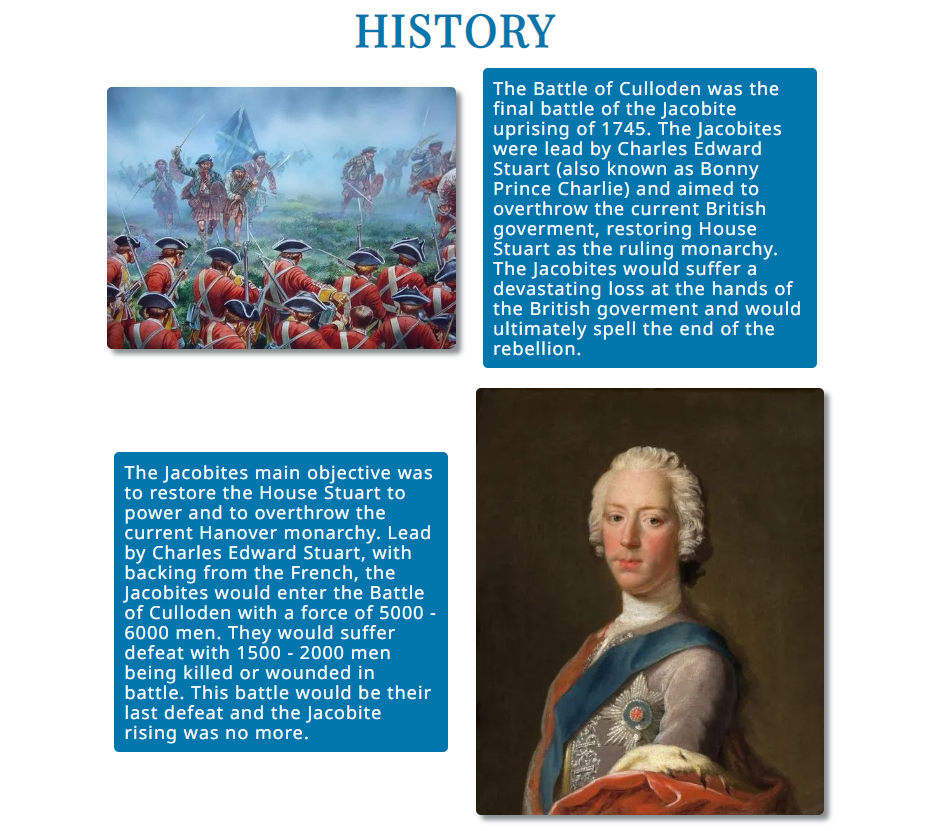 HISTORY
The Battle of Culloden was the
final battle of the Jacobite
uprising of 1745. The Jacobites
were lead by Charles Edward
Stuart (also known as Bonny
Prince Charlie) and aimed to
overthrow the current British
goverment, restoring House
Stuart as the ruling monarchy.
The Jacobites would suffer a
devastating loss at the hands of
the British goverment and would
ultimately spell the end of the
rebellion.
The Jacobites main objective was
to restore the House Stuart to
power and to overthrow the
current Hanover monarchy. Lead
by Charles Edward Stuart, with
backing from the French, the
Jacobites would enter the Battle
of Culloden with a force of 5000 -
6000 men. They would suffer
defeat with 1500 - 2000 men
being killed or wounded in
battle. This battle would be their
last defeat and the Jacobite
rising was no more.